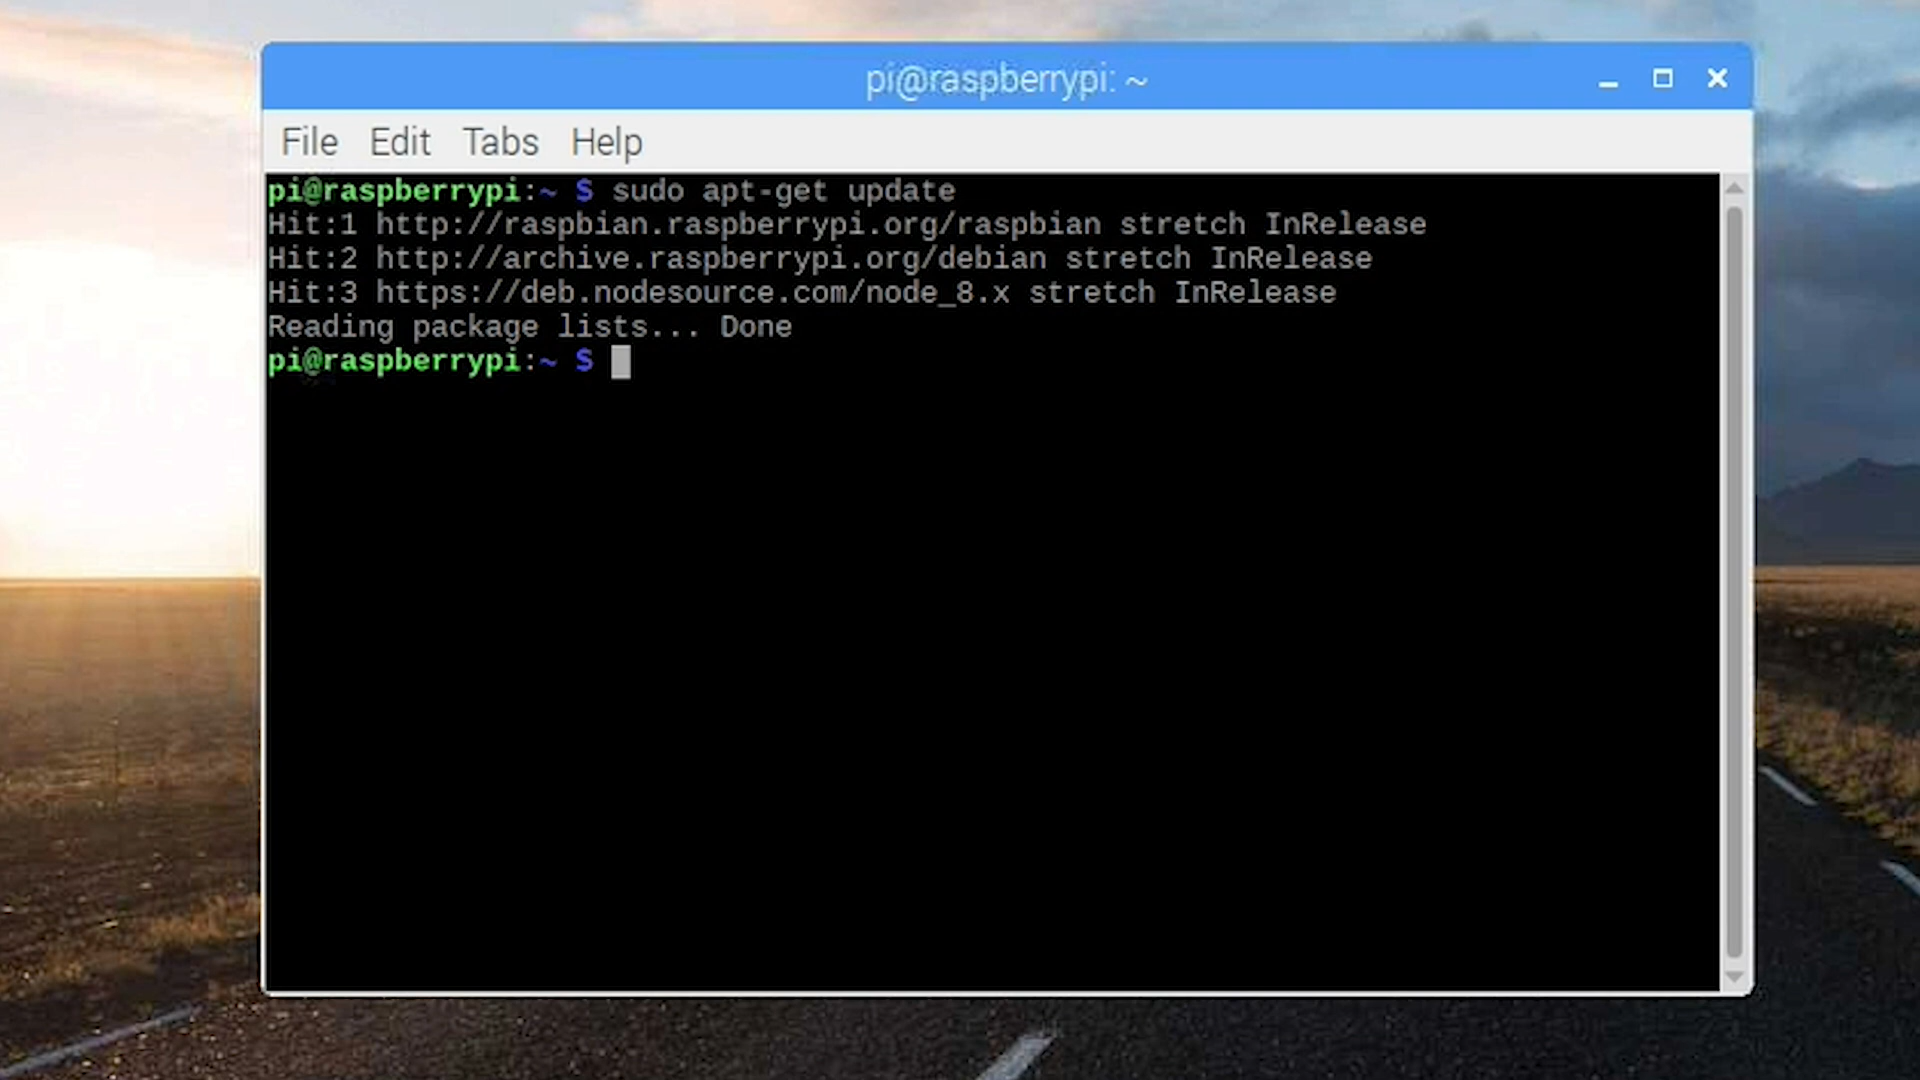 pi@raspberrypi: ~
File Edit Tabs Help
pi@raspberrypi:~ $ sudo apt-get update
Hit:1 http://raspbian.raspberrypi.org/raspbian stretch InRelease
Hit:2 http://archive.raspberrypi.org/debian stretch InRelease
Hit:3 https://deb.nodesource.com/node_8.x stretch InRelease
Reading package lists... Done
pi@raspberrypi:~ $